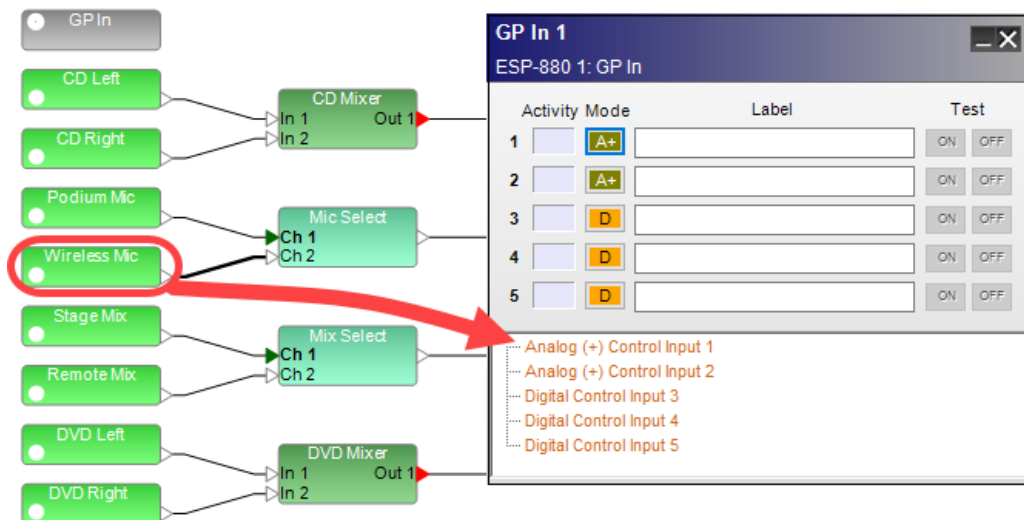 GP In
CD Left
CD Right
CD Mixer
In 1 Out 1
In 2
Podium Mic
Wireless Mic
Mic Select
Ch 1
Ch 2
Stage Mix
Remote Mix
Mix Select
Ch 1
Ch 2
DVD Left
DVD Right
DVD Mixer
In 1 Out 1
In 2
GP In 1
ESP-880 1: GP In
Activity Mode Label Test
1 A+ ON OFF
2 A+ ON OFF
3 D ON OFF
4 D ON OFF
5 D ON OFF
Analog (+) Control Input 1
Analog (+) Control Input 2
Digital Control Input 3
Digital Control Input 4
Digital Control Input 5